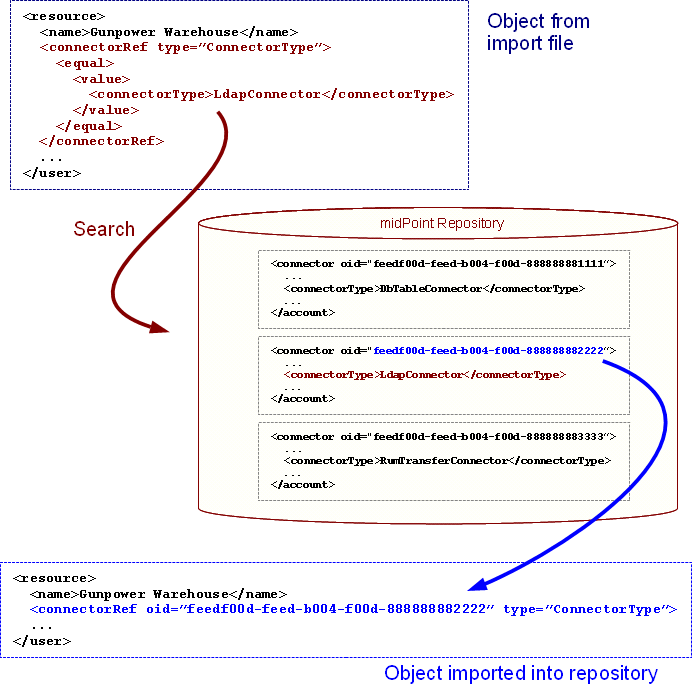 <resource>
<name>Gunpower Warehouse</name>
<connectorRef type="ConnectorType">
<equal>
<value>
<connectorType>LdapConnector</connectorType>
</value>
</equal>
</connectorRef>
...
</user>
Object from
import file
Search
midPoint Repository
<connector oid="feedf00d-feed-b004-f00d-888888881111">
...
<connectorType>DbTableConnector</connectorType>
...
</account>
<connector oid="feedf00d-feed-b004-f00d-888888882222">
...
<connectorType>LdapConnector</connectorType>
...
</account>
<connector oid="feedf00d-feed-b004-f00d-888888883333">
...
<connectorType>RumTransferConnector</connectorType>
...
</account>
<resource>
<name>Gunpower Warehouse</name>
<connectorRef oid="feedf00d-feed-b004-f00d-888888882222" type="ConnectorType">
...
</user>
Object imported into repository